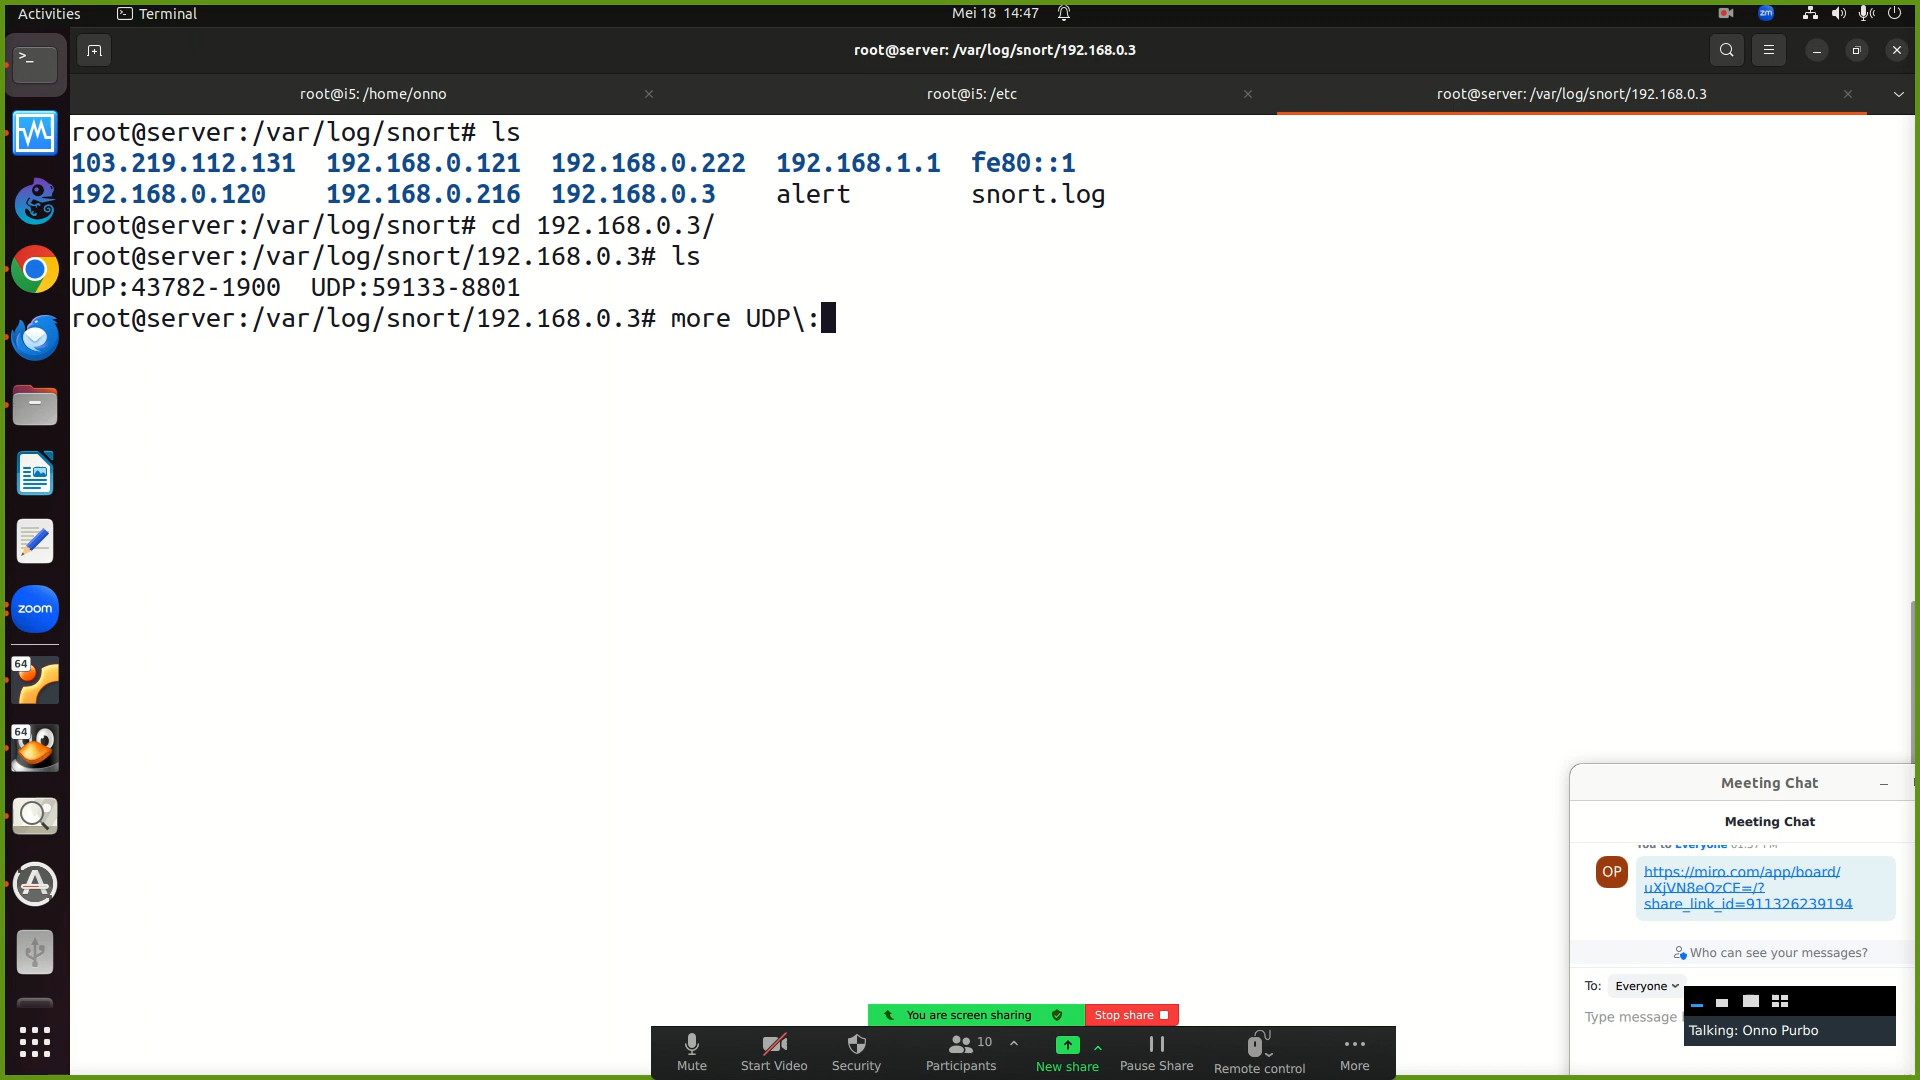 Activities
Terminal
Mei 18 14:47
zm
root@server: /var/log/snort/192.168.0.3
root@i5: /home/onno
root@i5: /etc
root@server: /var/log/snort/192.168.0.3
root@server:/var/log/snort# ls
103.219.112.131 192.168.0.121 192.168.0.222 192.168.1.1 fe80::1
192.168.0.120 192.168.0.216 192.168.0.3 alert snort.log
root@server:/var/log/snort# cd 192.168.0.3/
root@server:/var/log/snort/192.168.0.3# ls
UDP:43782-1900 UDP:59133-8801
root@server:/var/log/snort/192.168.0.3# more UDP\:
zoom
64
64
Meeting Chat
Meeting Chat
You to Everyone 01:37 PM
OP
https://miro.com/app/board/
uXjVN8eOzCE=/?
share_link_id=911326239194
Who can see your messages?
To: Everyone
Type message
Talking: Onno Purbo
You are screen sharing
Stop share
Mute
Start Video
Security
Participants
10
New share
Pause Share
Remote control
More